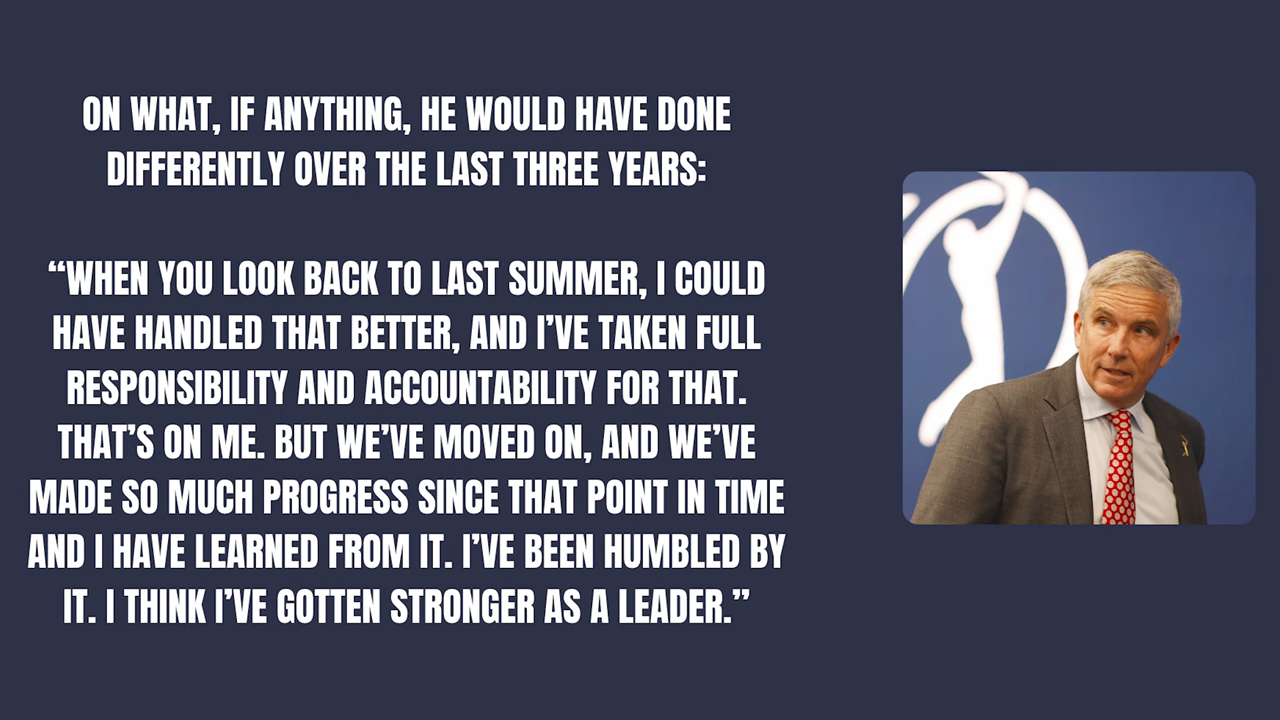 ON WHAT, IF ANYTHING, HE WOULD HAVE DONE
DIFFERENTLY OVER THE LAST THREE YEARS:
“WHEN YOU LOOK BACK TO LAST SUMMER, I COULD
HAVE HANDLED THAT BETTER, AND I’VE TAKEN FULL
RESPONSIBILITY AND ACCOUNTABILITY FOR THAT.
THAT’S ON ME. BUT WE’VE MOVED ON, AND WE’VE
MADE SO MUCH PROGRESS SINCE THAT POINT IN TIME
AND I HAVE LEARNED FROM IT. I’VE BEEN HUMBLED BY
IT. I THINK I’VE GOTTEN STRONGER AS A LEADER.”